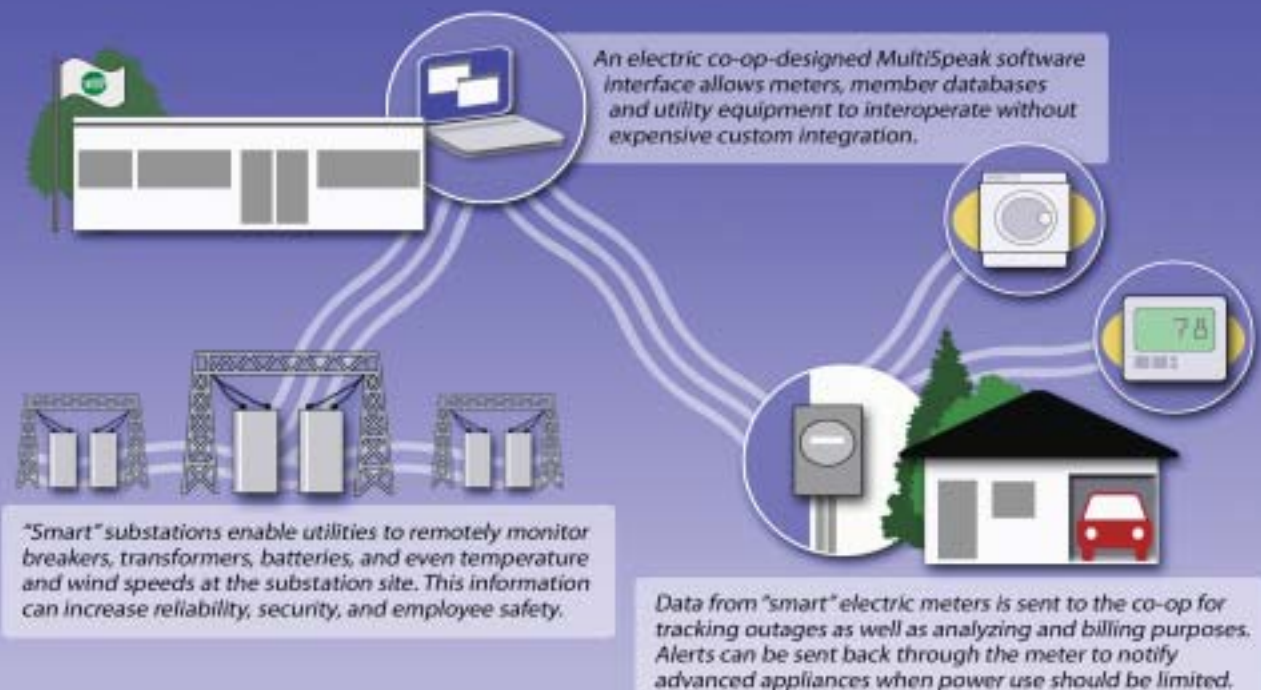 An electric co-op-designed MultiSpeak software
interface allows meters, member databases
and utility equipment to interoperate without
expensive custom integration.
78
"Smart" substations enable utilities to remotely monitor
breakers, transformers, batteries, and even temperature
and wind speeds at the substation site. This information
can increase reliability, security, and employee safety.
Data from "smart" electric meters is sent to the co-op for
tracking outages as well as analyzing and billing purposes.
Alerts can be sent back through the meter to notify
advanced appliances when power use should be limited.